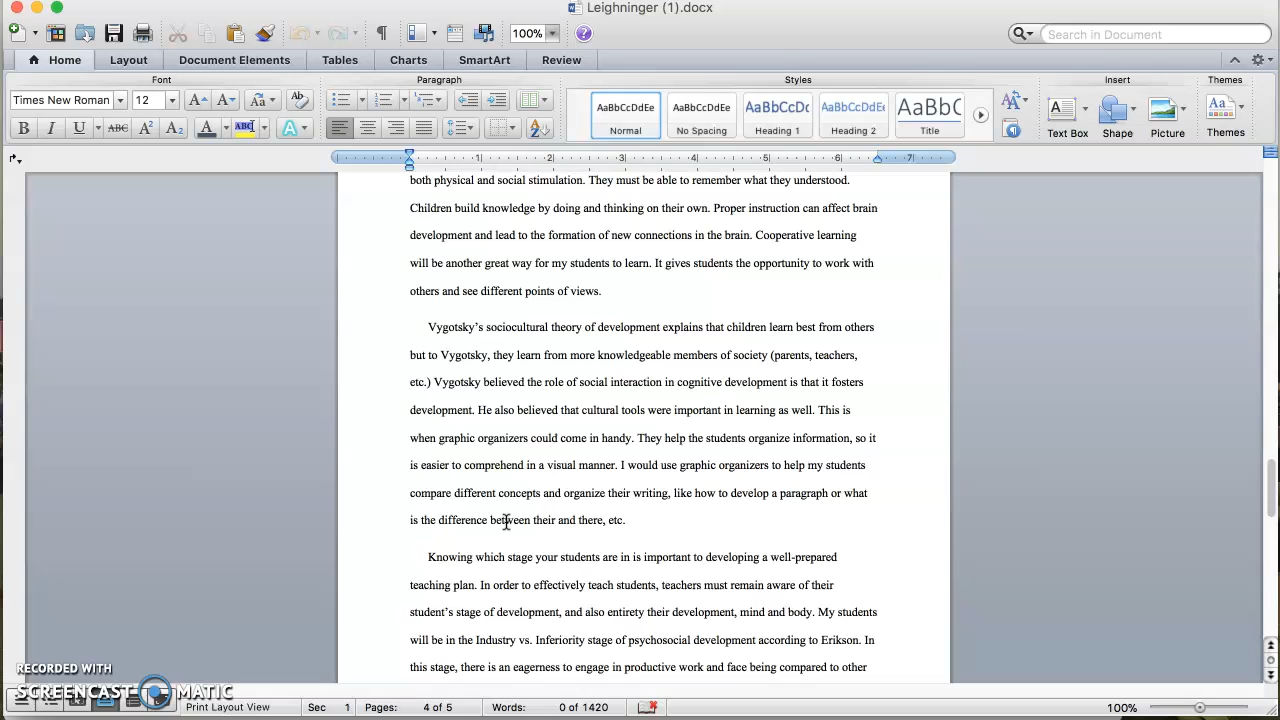 Leighninger (1).docx
100%
Search in Document
Home Layout Document Elements Tables Charts SmartArt Review
Font Paragraph Styles Insert Themes
Times New Roman 12 Aa
B I U ABC A² A₂ A ABC A
AaBbCcDdEe AaBbCcDdEe AaBbCcDc AaBbCcDdEe AaBbC
Normal No Spacing Heading 1 Heading 2 Title
Text Box Shape Picture Themes
1 2 3 4 5 6 7
both physical and social stimulation. They must be able to remember what they understood.
Children build knowledge by doing and thinking on their own. Proper instruction can affect brain
development and lead to the formation of new connections in the brain. Cooperative learning
will be another great way for my students to learn. It gives students the opportunity to work with
others and see different points of views.
Vygotsky’s sociocultural theory of development explains that children learn best from others
but to Vygotsky, they learn from more knowledgeable members of society (parents, teachers,
etc.) Vygotsky believed the role of social interaction in cognitive development is that it fosters
development. He also believed that cultural tools were important in learning as well. This is
when graphic organizers could come in handy. They help the students organize information, so it
is easier to comprehend in a visual manner. I would use graphic organizers to help my students
compare different concepts and organize their writing, like how to develop a paragraph or what
is the difference between their and there, etc.
Knowing which stage your students are in is important to developing a well-prepared
teaching plan. In order to effectively teach students, teachers must remain aware of their
student’s stage of development, and also entirety their development, mind and body. My students
will be in the Industry vs. Inferiority stage of psychosocial development according to Erikson. In
this stage, there is an eagerness to engage in productive work and face being compared to other
RECORDED WITH
SCREENCAST MATIC
Print Layout View Sec 1 Pages: 4 of 5 Words: 0 of 1420 100%